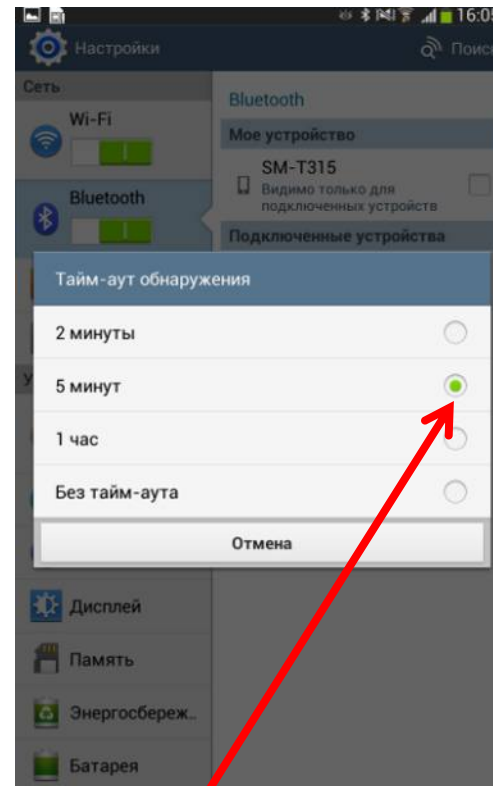 16:05
Настройки
Поиск
Сеть
Wi-Fi
Bluetooth
Bluetooth
Мое устройство
SM-T315
Видимо только для
подключенных устройств
Подключенные устройства
Тайм-аут обнаружения
2 минуты
5 минут
1 час
Без тайм-аута
Отмена
Дисплей
Память
Энергосбереж..
Батарея